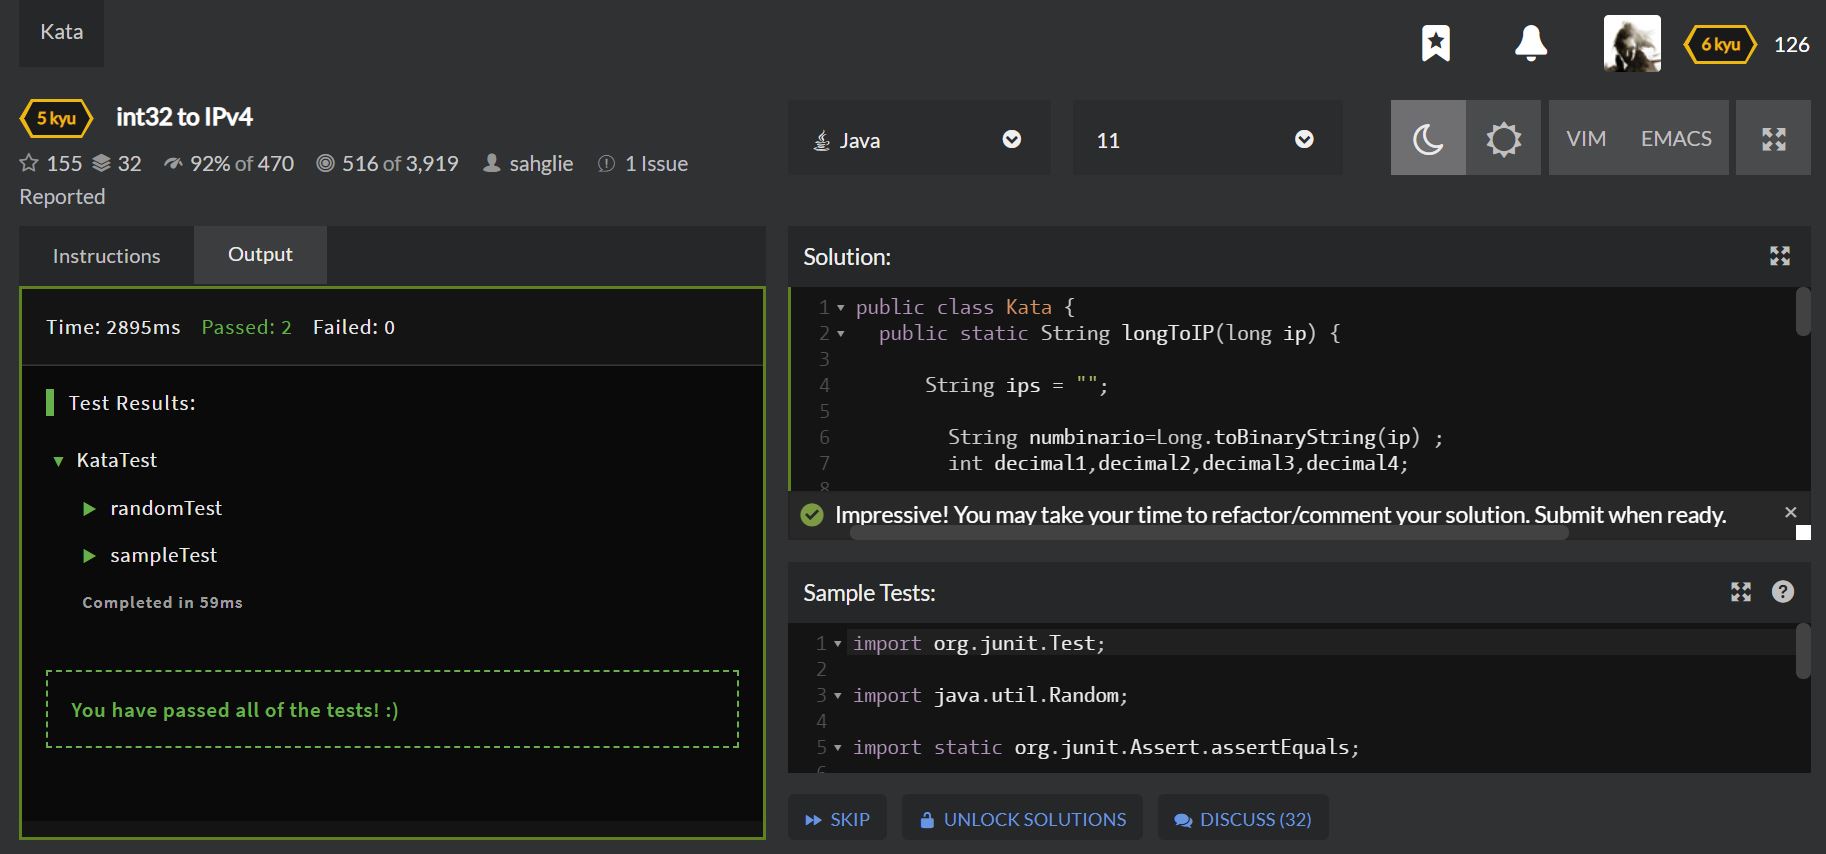 Kata
6 kyu 126
5 kyu int32 to IPv4
155 32 92% of 470 516 of 3,919 sahglie 1 Issue
Reported
Java
11
VIM EMACS
Instructions Output
Time: 2895ms Passed: 2 Failed: 0
Test Results:
KataTest
randomTest
sampleTest
Completed in 59ms
You have passed all of the tests! :)
Solution:
1 public class Kata {
2 public static String longToIP(long ip) {
3
4 String ips = "";
5
6 String numbinario=Long.toBinaryString(ip) ;
7 int decimal1,decimal2,decimal3,decimal4;
8
Impressive! You may take your time to refactor/comment your solution. Submit when ready. ×
Sample Tests:
?
1 import org.junit.Test;
2
3 import java.util.Random;
4
5 import static org.junit.Assert.assertEquals;
6
SKIP UNLOCK SOLUTIONS DISCUSS (32)